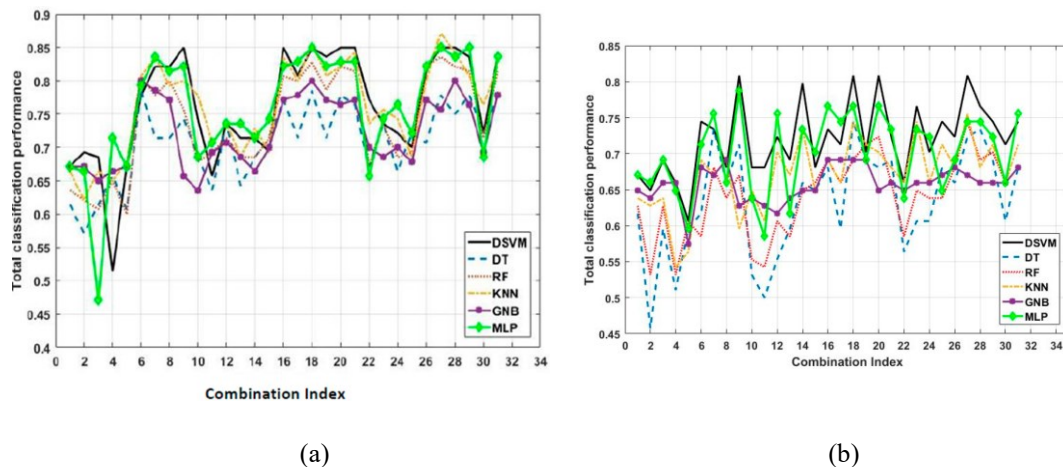 0.9
0.85
0.8
0.75
0.7
0.65
0.6
0.55
0.5
0.45
0.4
Total classification performance
0 2 4 6 8 10 12 14 16 18 20 22 24 26 28 30 32 34
Combination Index
DSVM
DT
RF
KNN
GNB
MLP
(a)
0.85
0.8
0.75
0.7
0.65
0.6
0.55
0.5
0.45
Total classification performance
0 2 4 6 8 10 12 14 16 18 20 22 24 26 28 30 32 34
Combination Index
DSVM
DT
RF
KNN
GNB
MLP
(b)